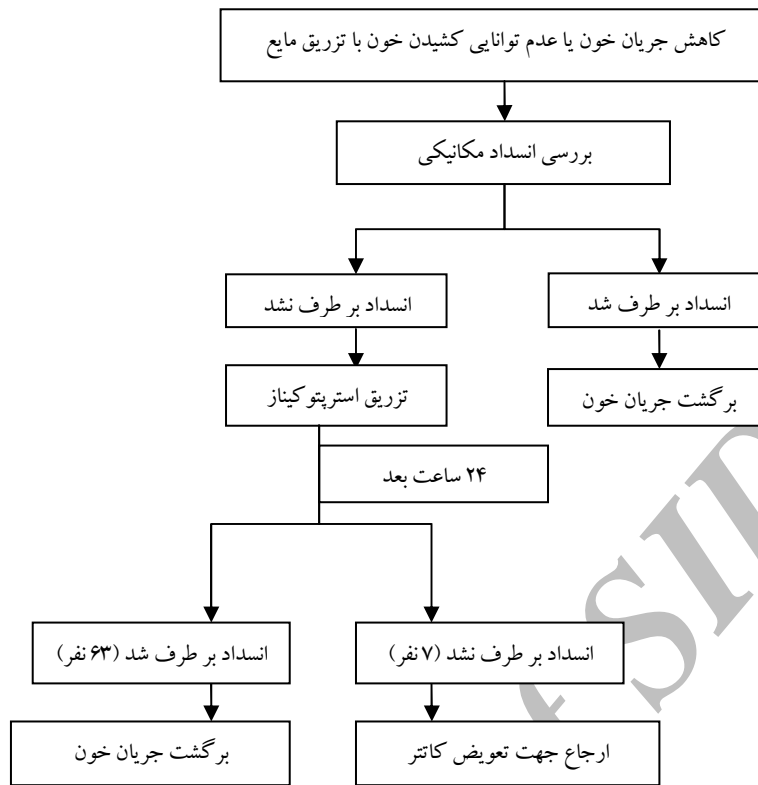 کاهش جریان خون یا عدم توانایی کشیدن خون با تزریق مایع
بررسی انسداد مکانیکی
انسداد بر طرف شد
انسداد بر طرف نشد
برگشت جریان خون
تزریق استرپتوکیناز
۲۴ ساعت بعد
انسداد بر طرف نشد (۷ نفر)
انسداد بر طرف شد (۶۳ نفر)
ارجاع جهت تعویض کاتتر
برگشت جریان خون
f SID